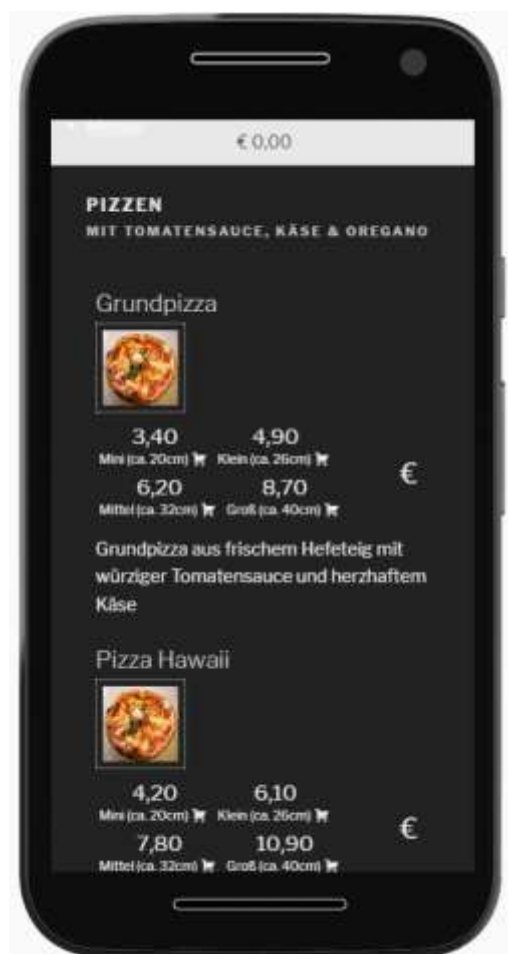 € 0,00
PIZZEN
MIT TOMATENSAUCE, KÄSE & OREGANO
Grundpizza
3,40 4,90
Mini (ca. 20cm) Klein (ca. 26cm)
€
6,20 8,70
Mittel (ca. 32cm) Groß (ca. 40cm)
Grundpizza aus frischem Hefeteig mit
würziger Tomatensauce und herzhaftem
Käse
Pizza Hawaii
4,20 6,10
Mini (ca. 20cm) Klein (ca. 26cm)
€
7,80 10,90
Mittel (ca. 32cm) Groß (ca. 40cm)